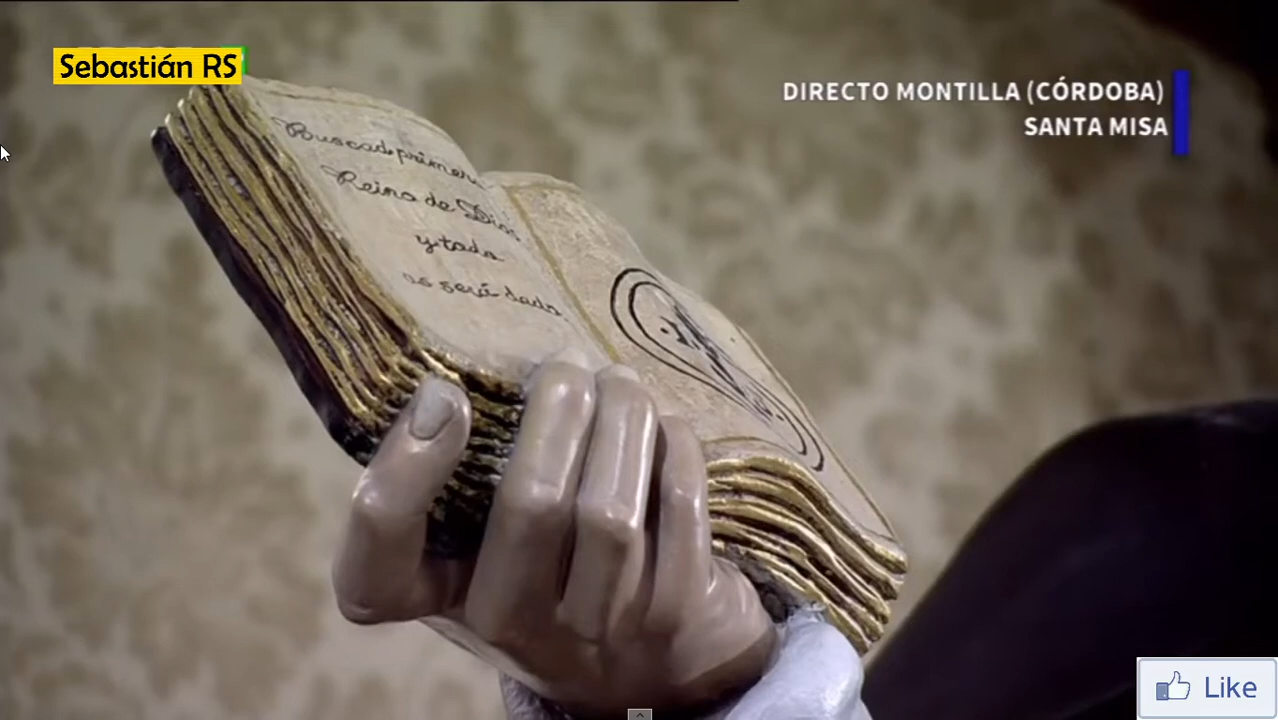 Sebastián RS
DIRECTO MONTILLA (CÓRDOBA)
SANTA MISA
Buscad primero
Reino de Dios
y todo
os será dado
Like